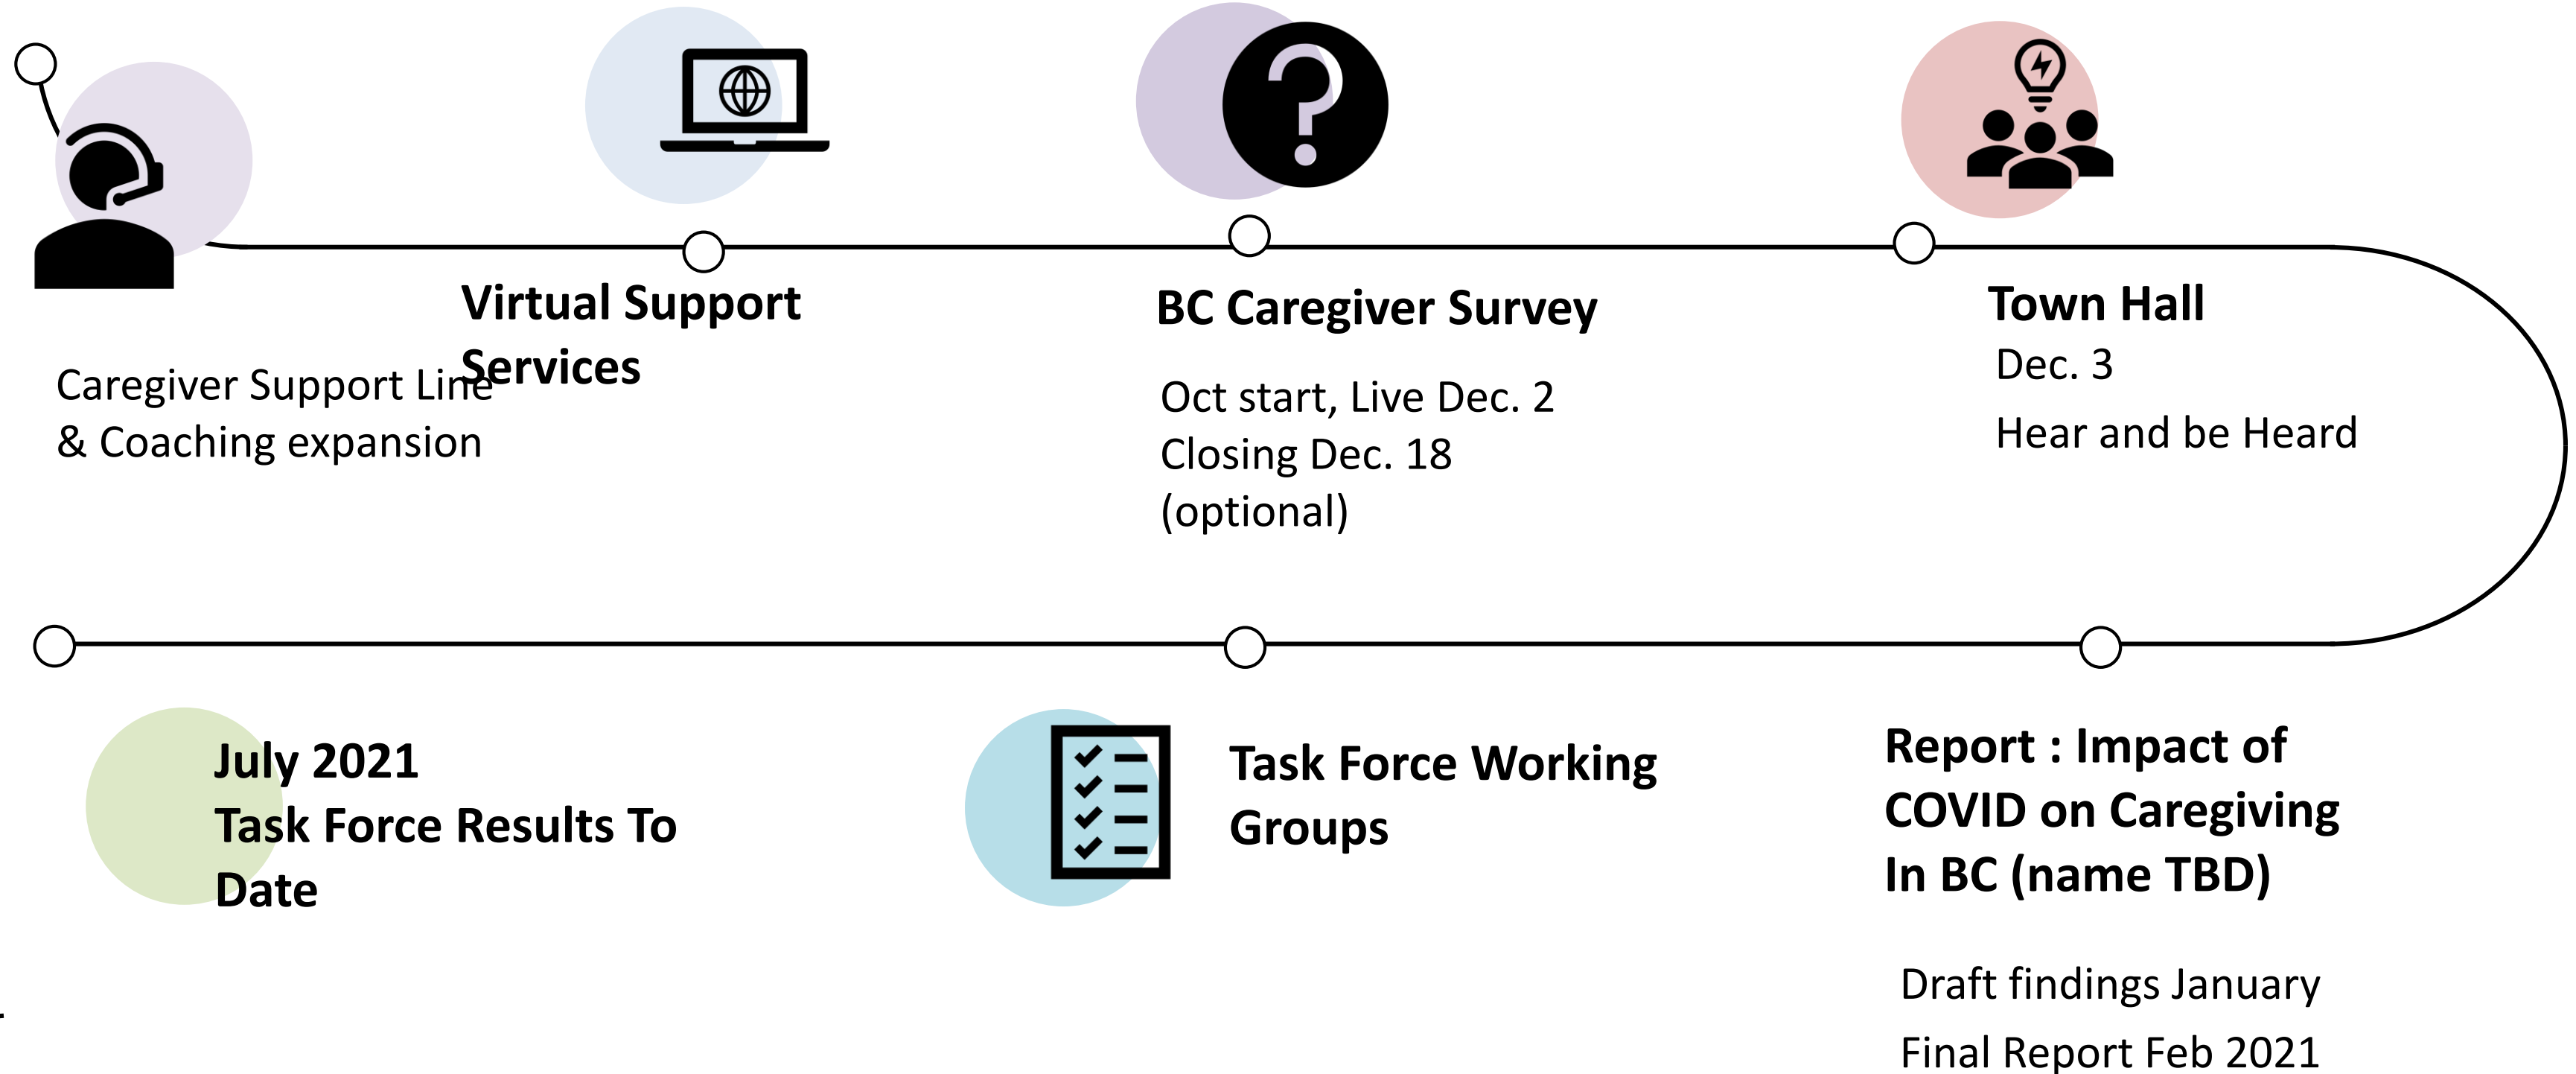 Caregiver Support Line
& Coaching expansion
Virtual Support
Services
BC Caregiver Survey
Oct start, Live Dec. 2
Closing Dec. 18
(optional)
Town Hall
Dec. 3
Hear and be Heard
July 2021
Task Force Results To
Date
Task Force Working
Groups
Report : Impact of
COVID on Caregiving
In BC (name TBD)
Draft findings January
Final Report Feb 2021